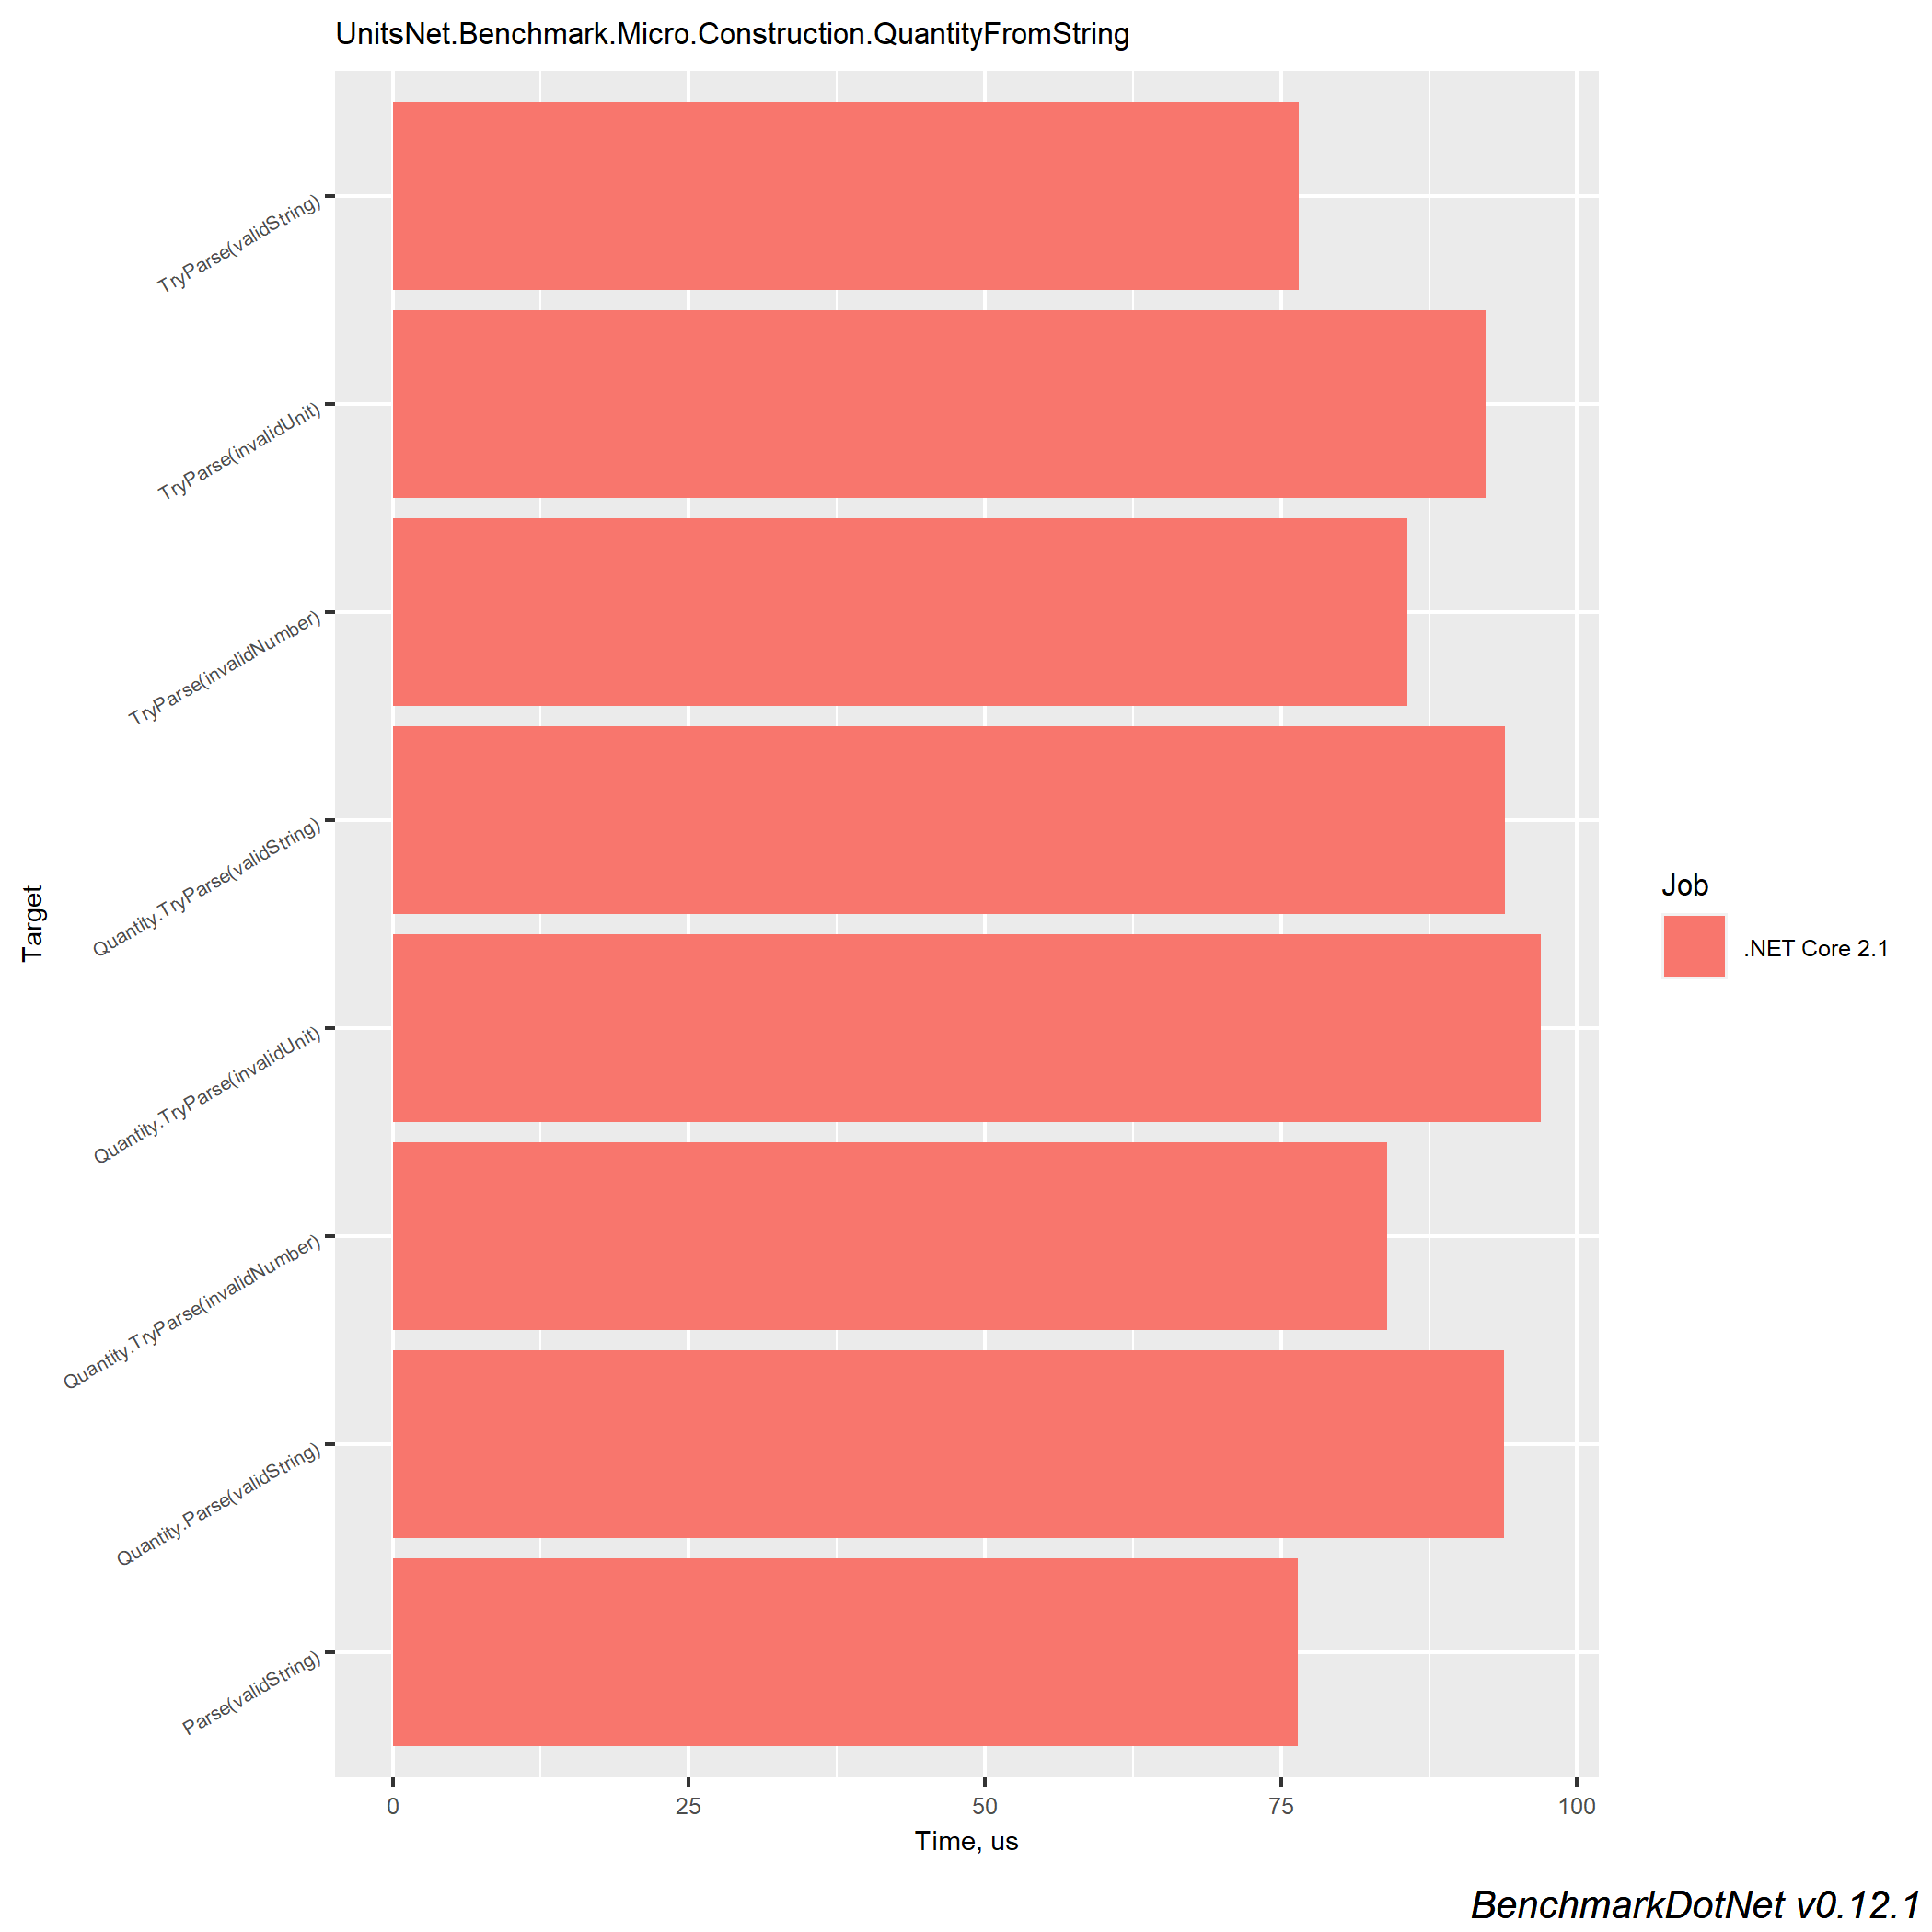 UnitsNet.Benchmark.Micro.Construction.QuantityFromString
TryParse(validString)
TryParse(invalidUnit)
TryParse(invalidNumber)
Quantity.TryParse(validString)
Quantity.TryParse(invalidUnit)
Quantity.TryParse(invalidNumber)
Quantity.Parse(validString)
Parse(validString)
Target
0 25 50 75 100
Time, us
Job
.NET Core 2.1
BenchmarkDotNet v0.12.1